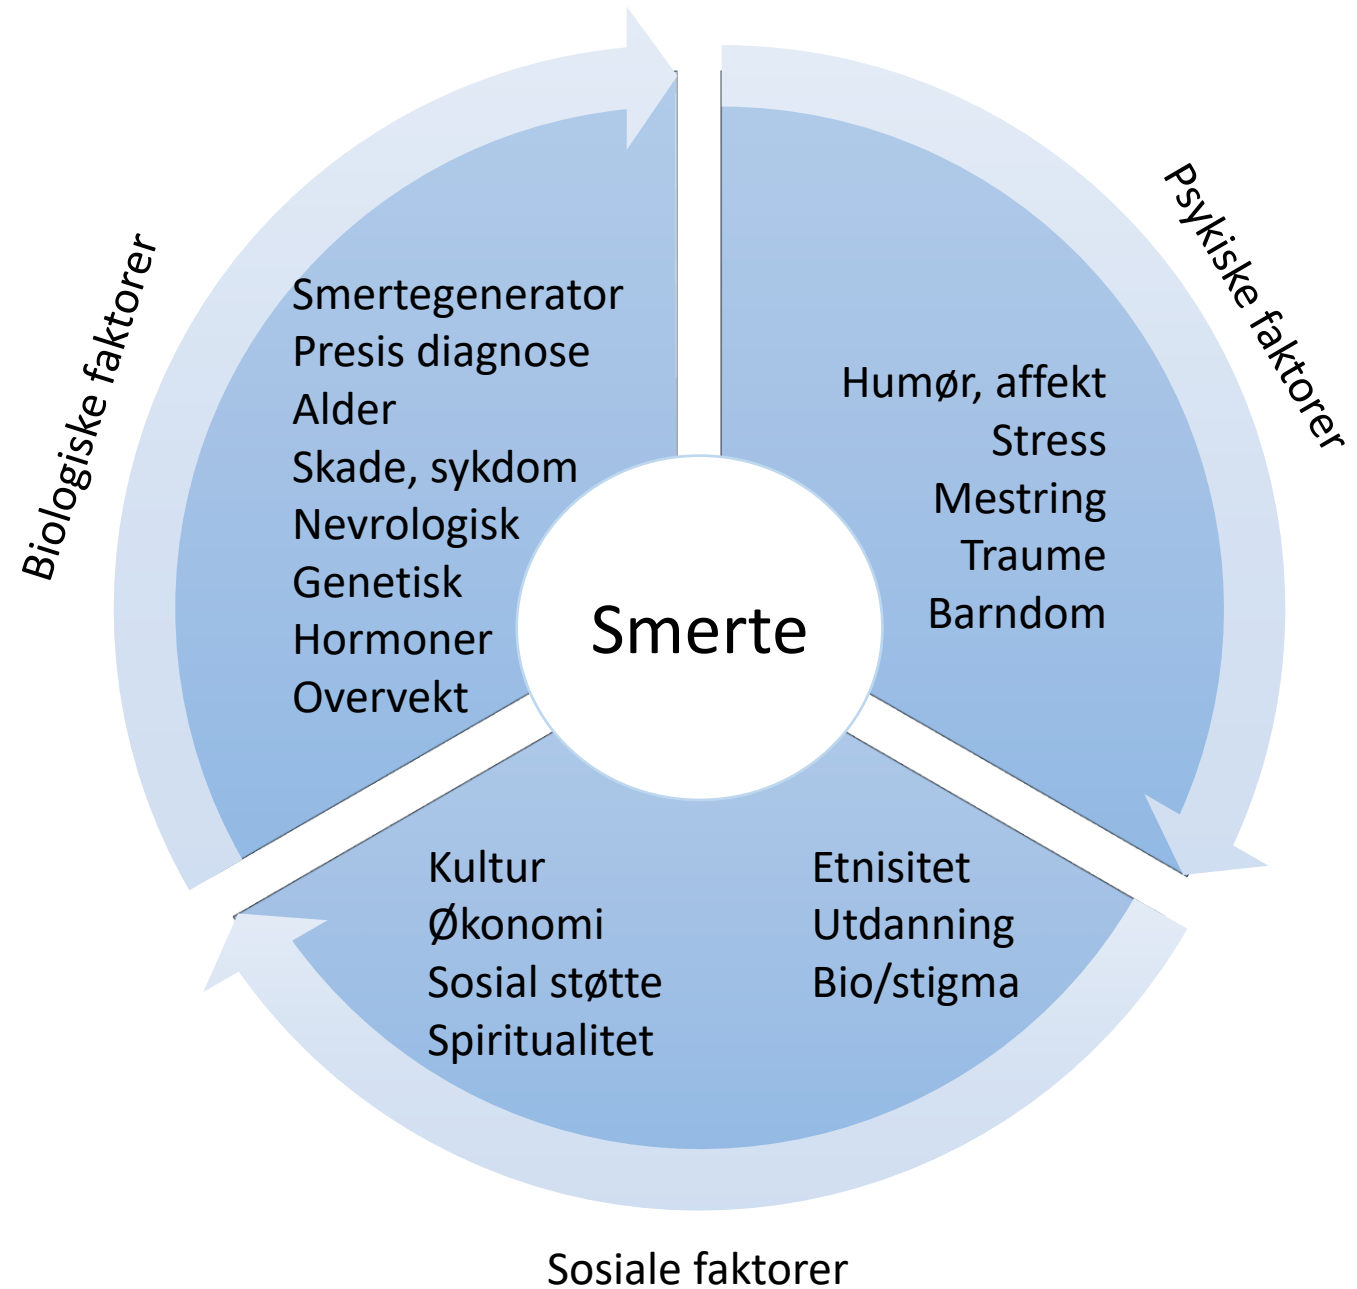 Biologiske faktorer
Smertegenerator
Presis diagnose
Alder
Skade, sykdom
Nevrologisk
Genetisk
Hormoner
Overvekt
Psykiske faktorer
Humør, affekt
Stress
Mestring
Traume
Barndom
Smerte
Kultur
Økonomi
Sosial støtte
Spiritualitet
Etnisitet
Utdanning
Bio/stigma
Sosiale faktorer